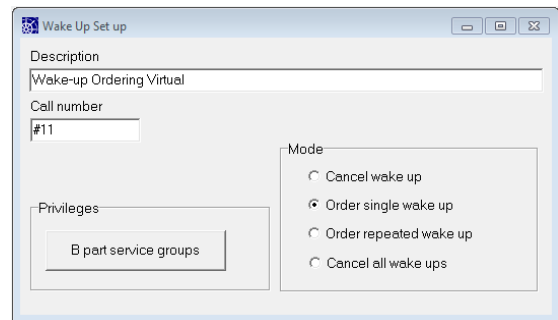 Wake Up Set up
Description
Wake-up Ordering Virtual
Call number
#11
Mode
Cancel wake up
Order single wake up
Order repeated wake up
Cancel all wake ups
Privileges
B part service groups